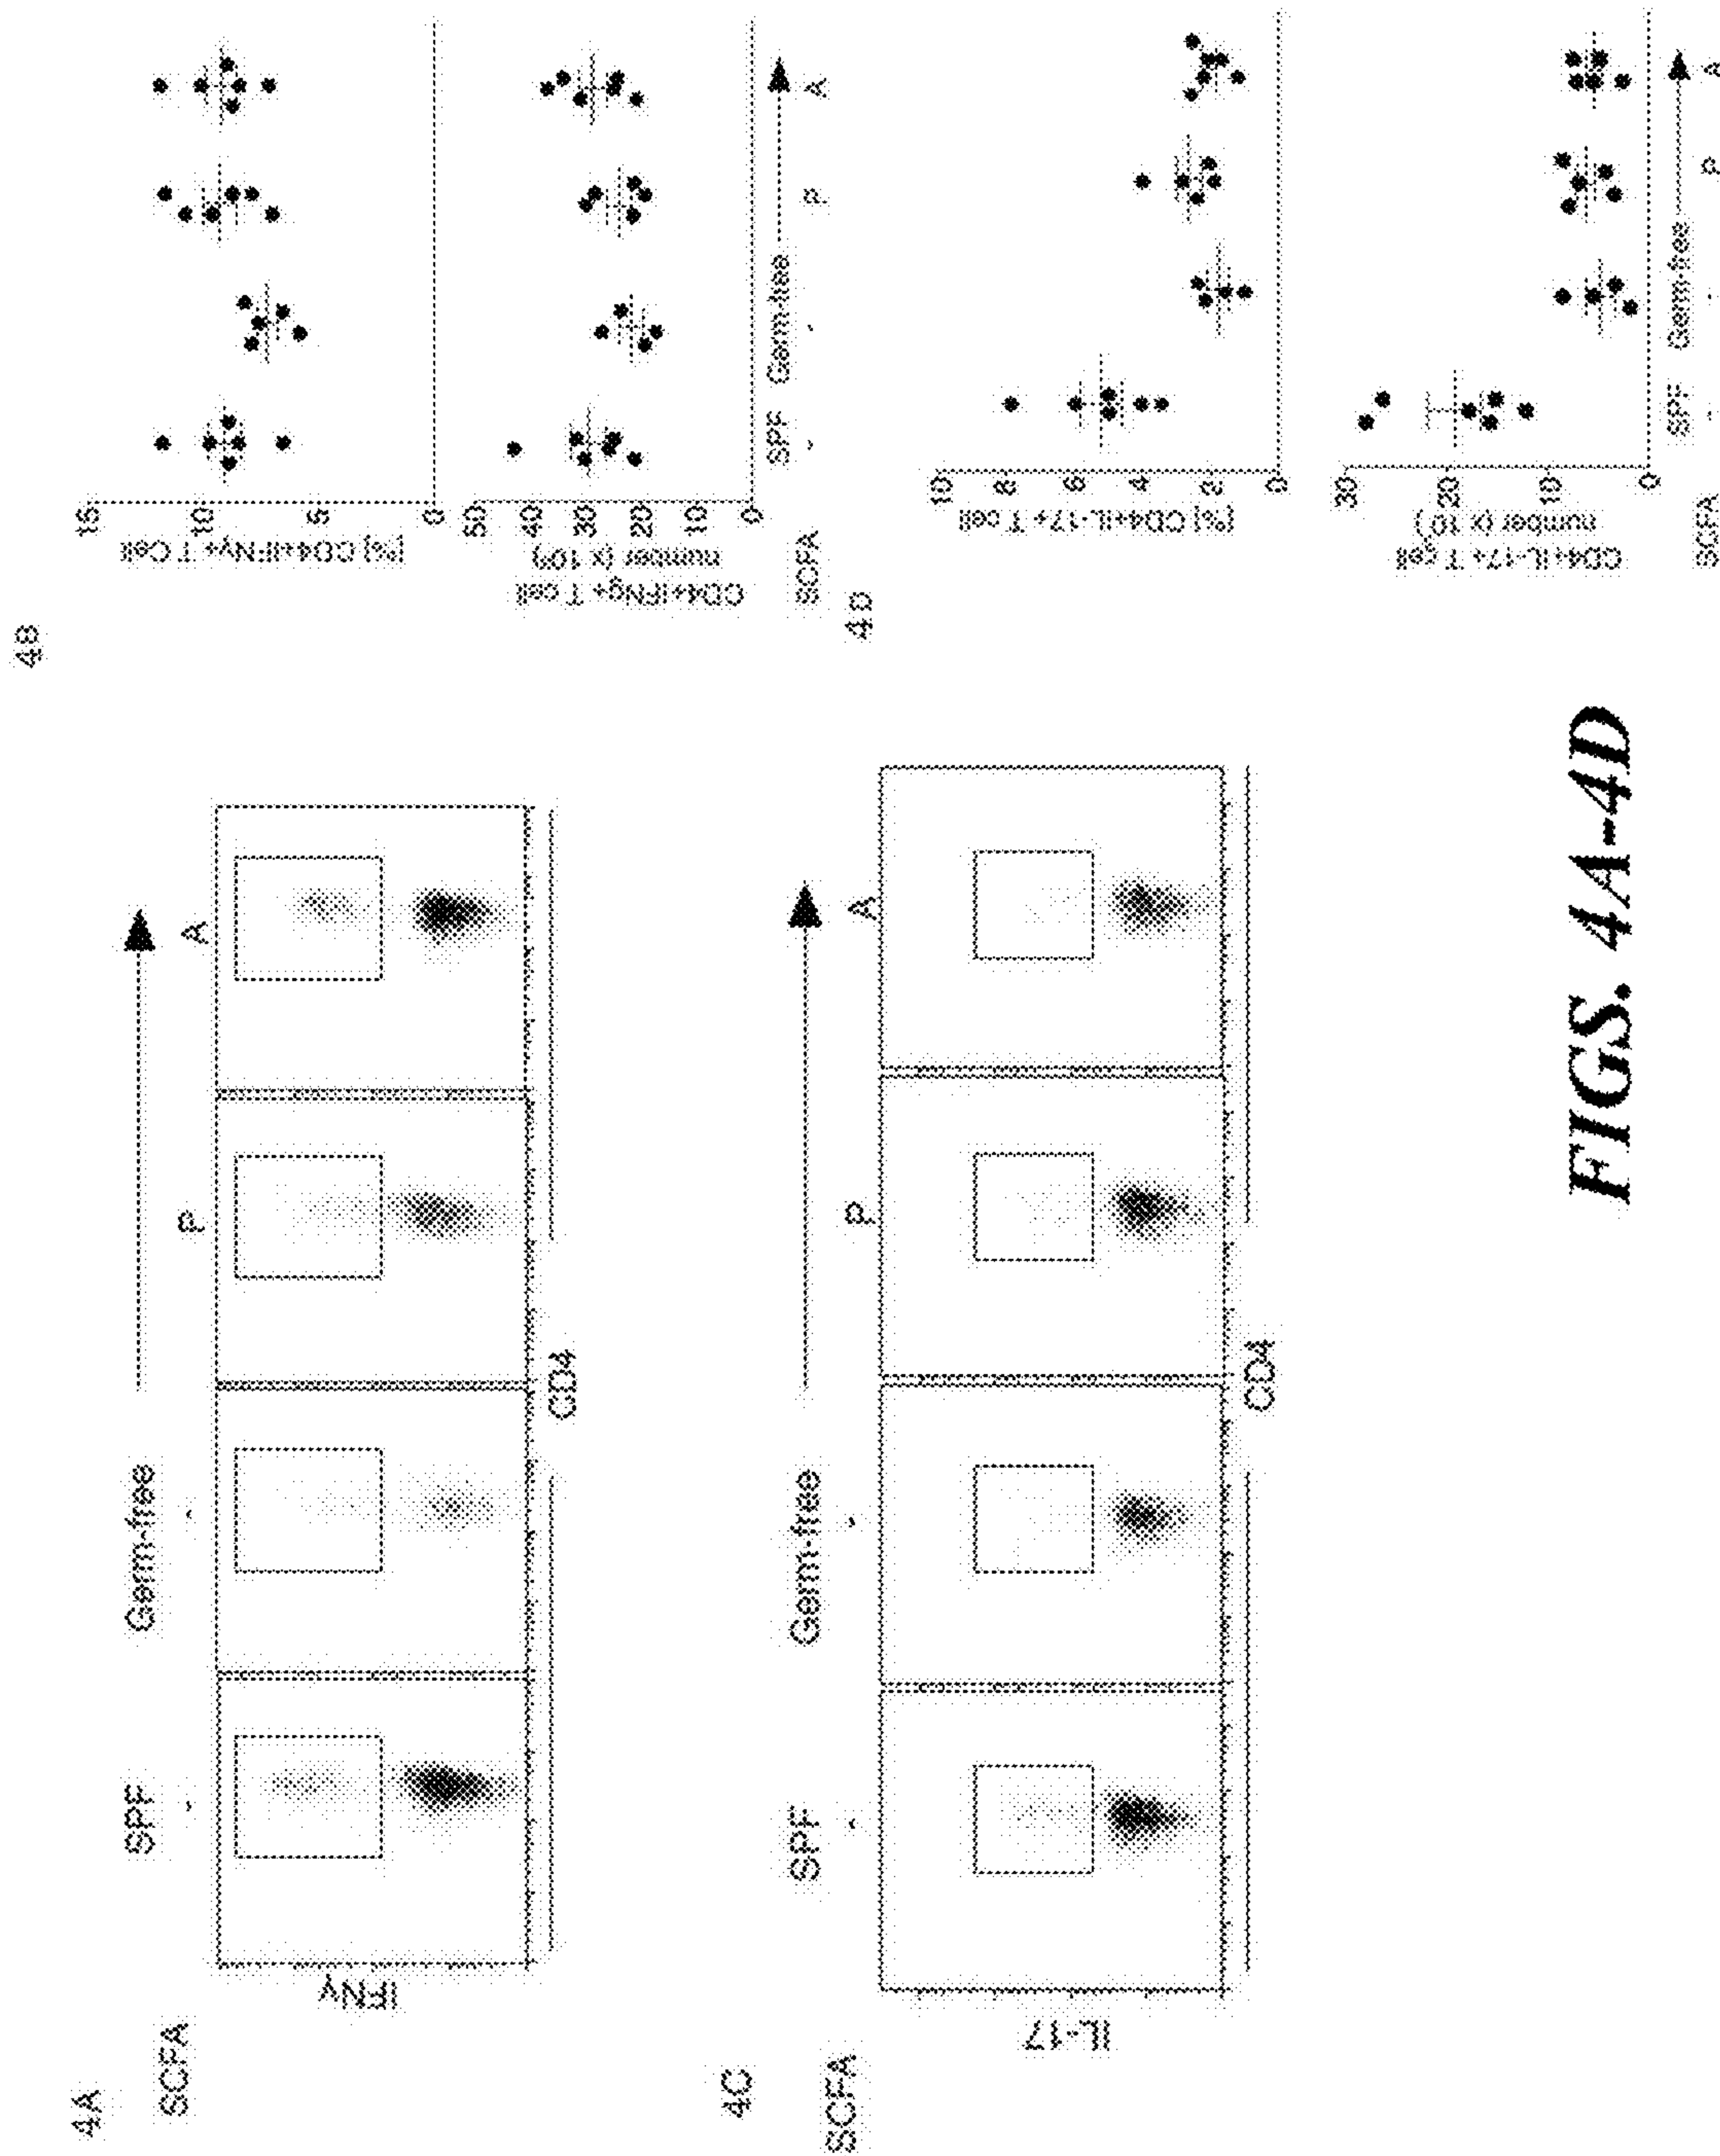 4A
SCFA
SPF
Germ-free
-
-
P
A
IFNγ
CD4
4B
[%] CD4+IFNγ+ T Cell
15
10
5
0
CD4+IFNg+ T cell
number (x 10⁵)
50
40
30
20
10
0
SCFA
SPF
Germ-free
-
-
P
A
4C
SCFA
SPF
Germ-free
-
-
P
A
IL-17
CD4
4D
[%] CD4+IL-17+ T cell
10
8
6
4
2
0
CD4+IL-17+ T cell
30
20
10
0
SCFA
SPF
Germ-free
-
-
P
A
FIGS. 4A-4D